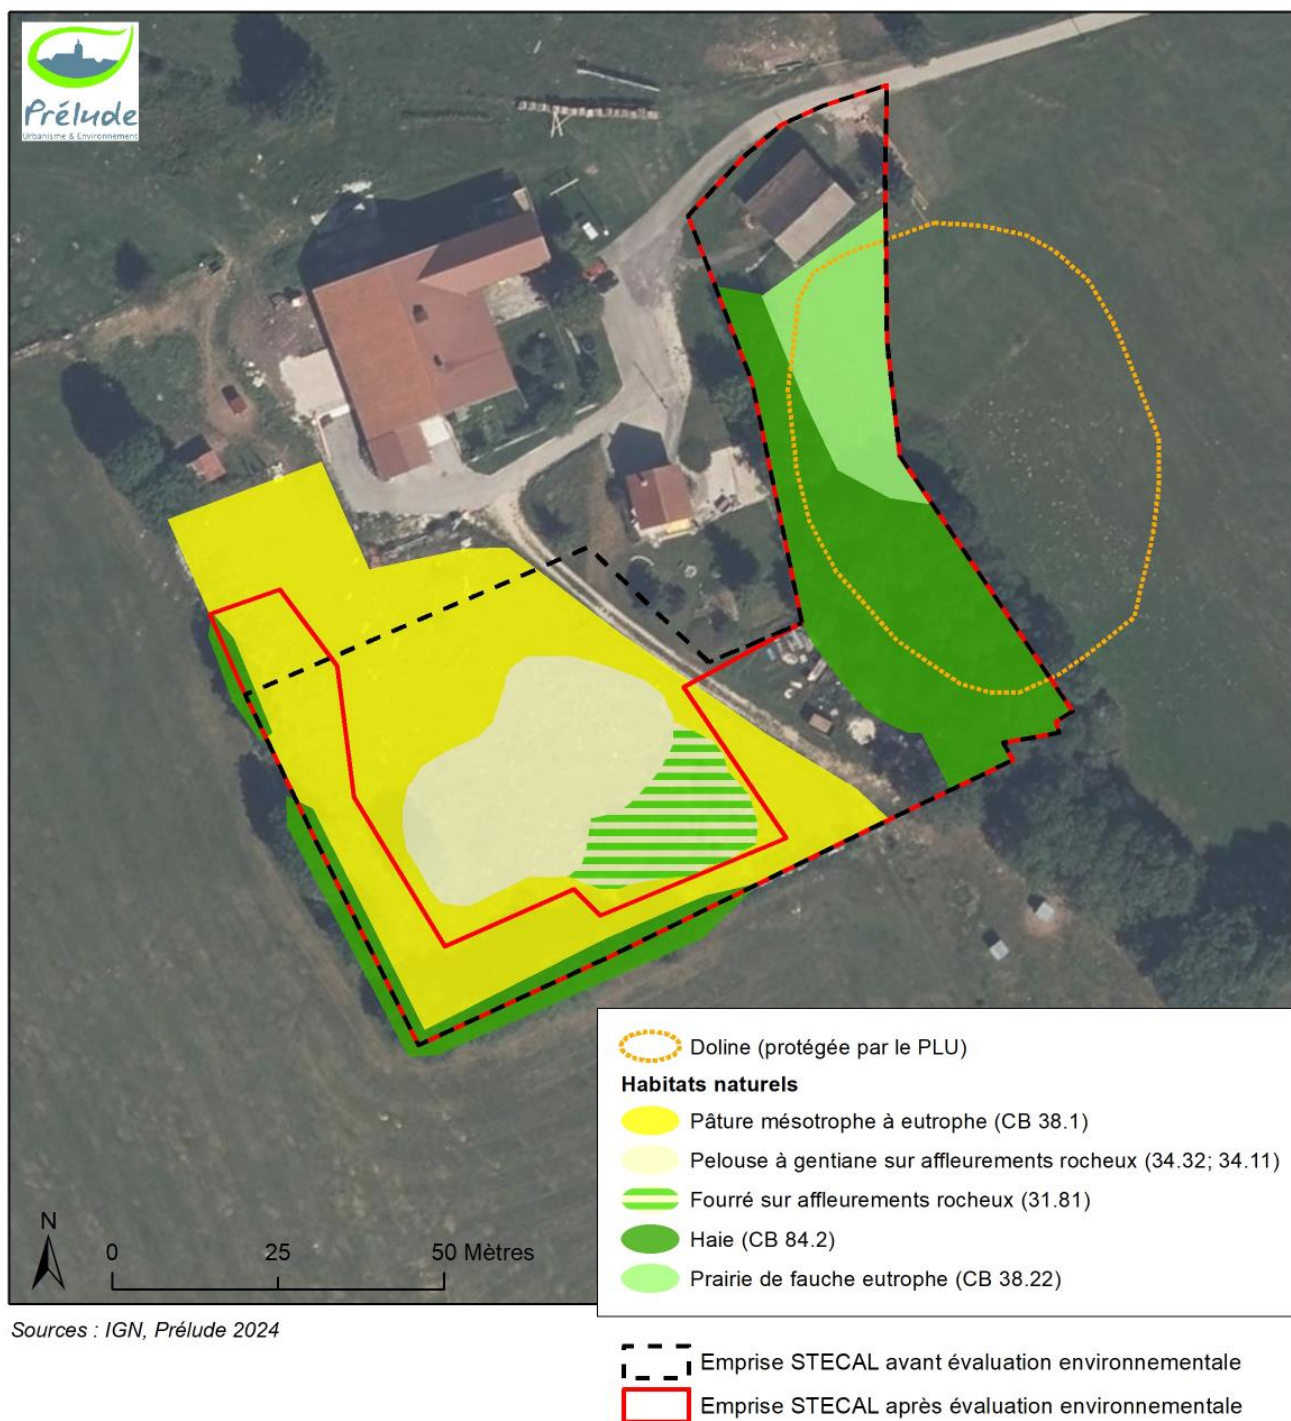 Prélude
Urbanisme & Environnement
Doline (protégée par le PLU)
Habitats naturels
Pâture mésotrophe à eutrophe (CB 38.1)
Pelouse à gentiane sur affleurements rocheux (34.32; 34.11)
Fourré sur affleurements rocheux (31.81)
Haie (CB 84.2)
Prairie de fauche eutrophe (CB 38.22)
N
0 25 50 Mètres
Sources : IGN, Prélude 2024
Emprise STECAL avant évaluation environnementale
Emprise STECAL après évaluation environnementale